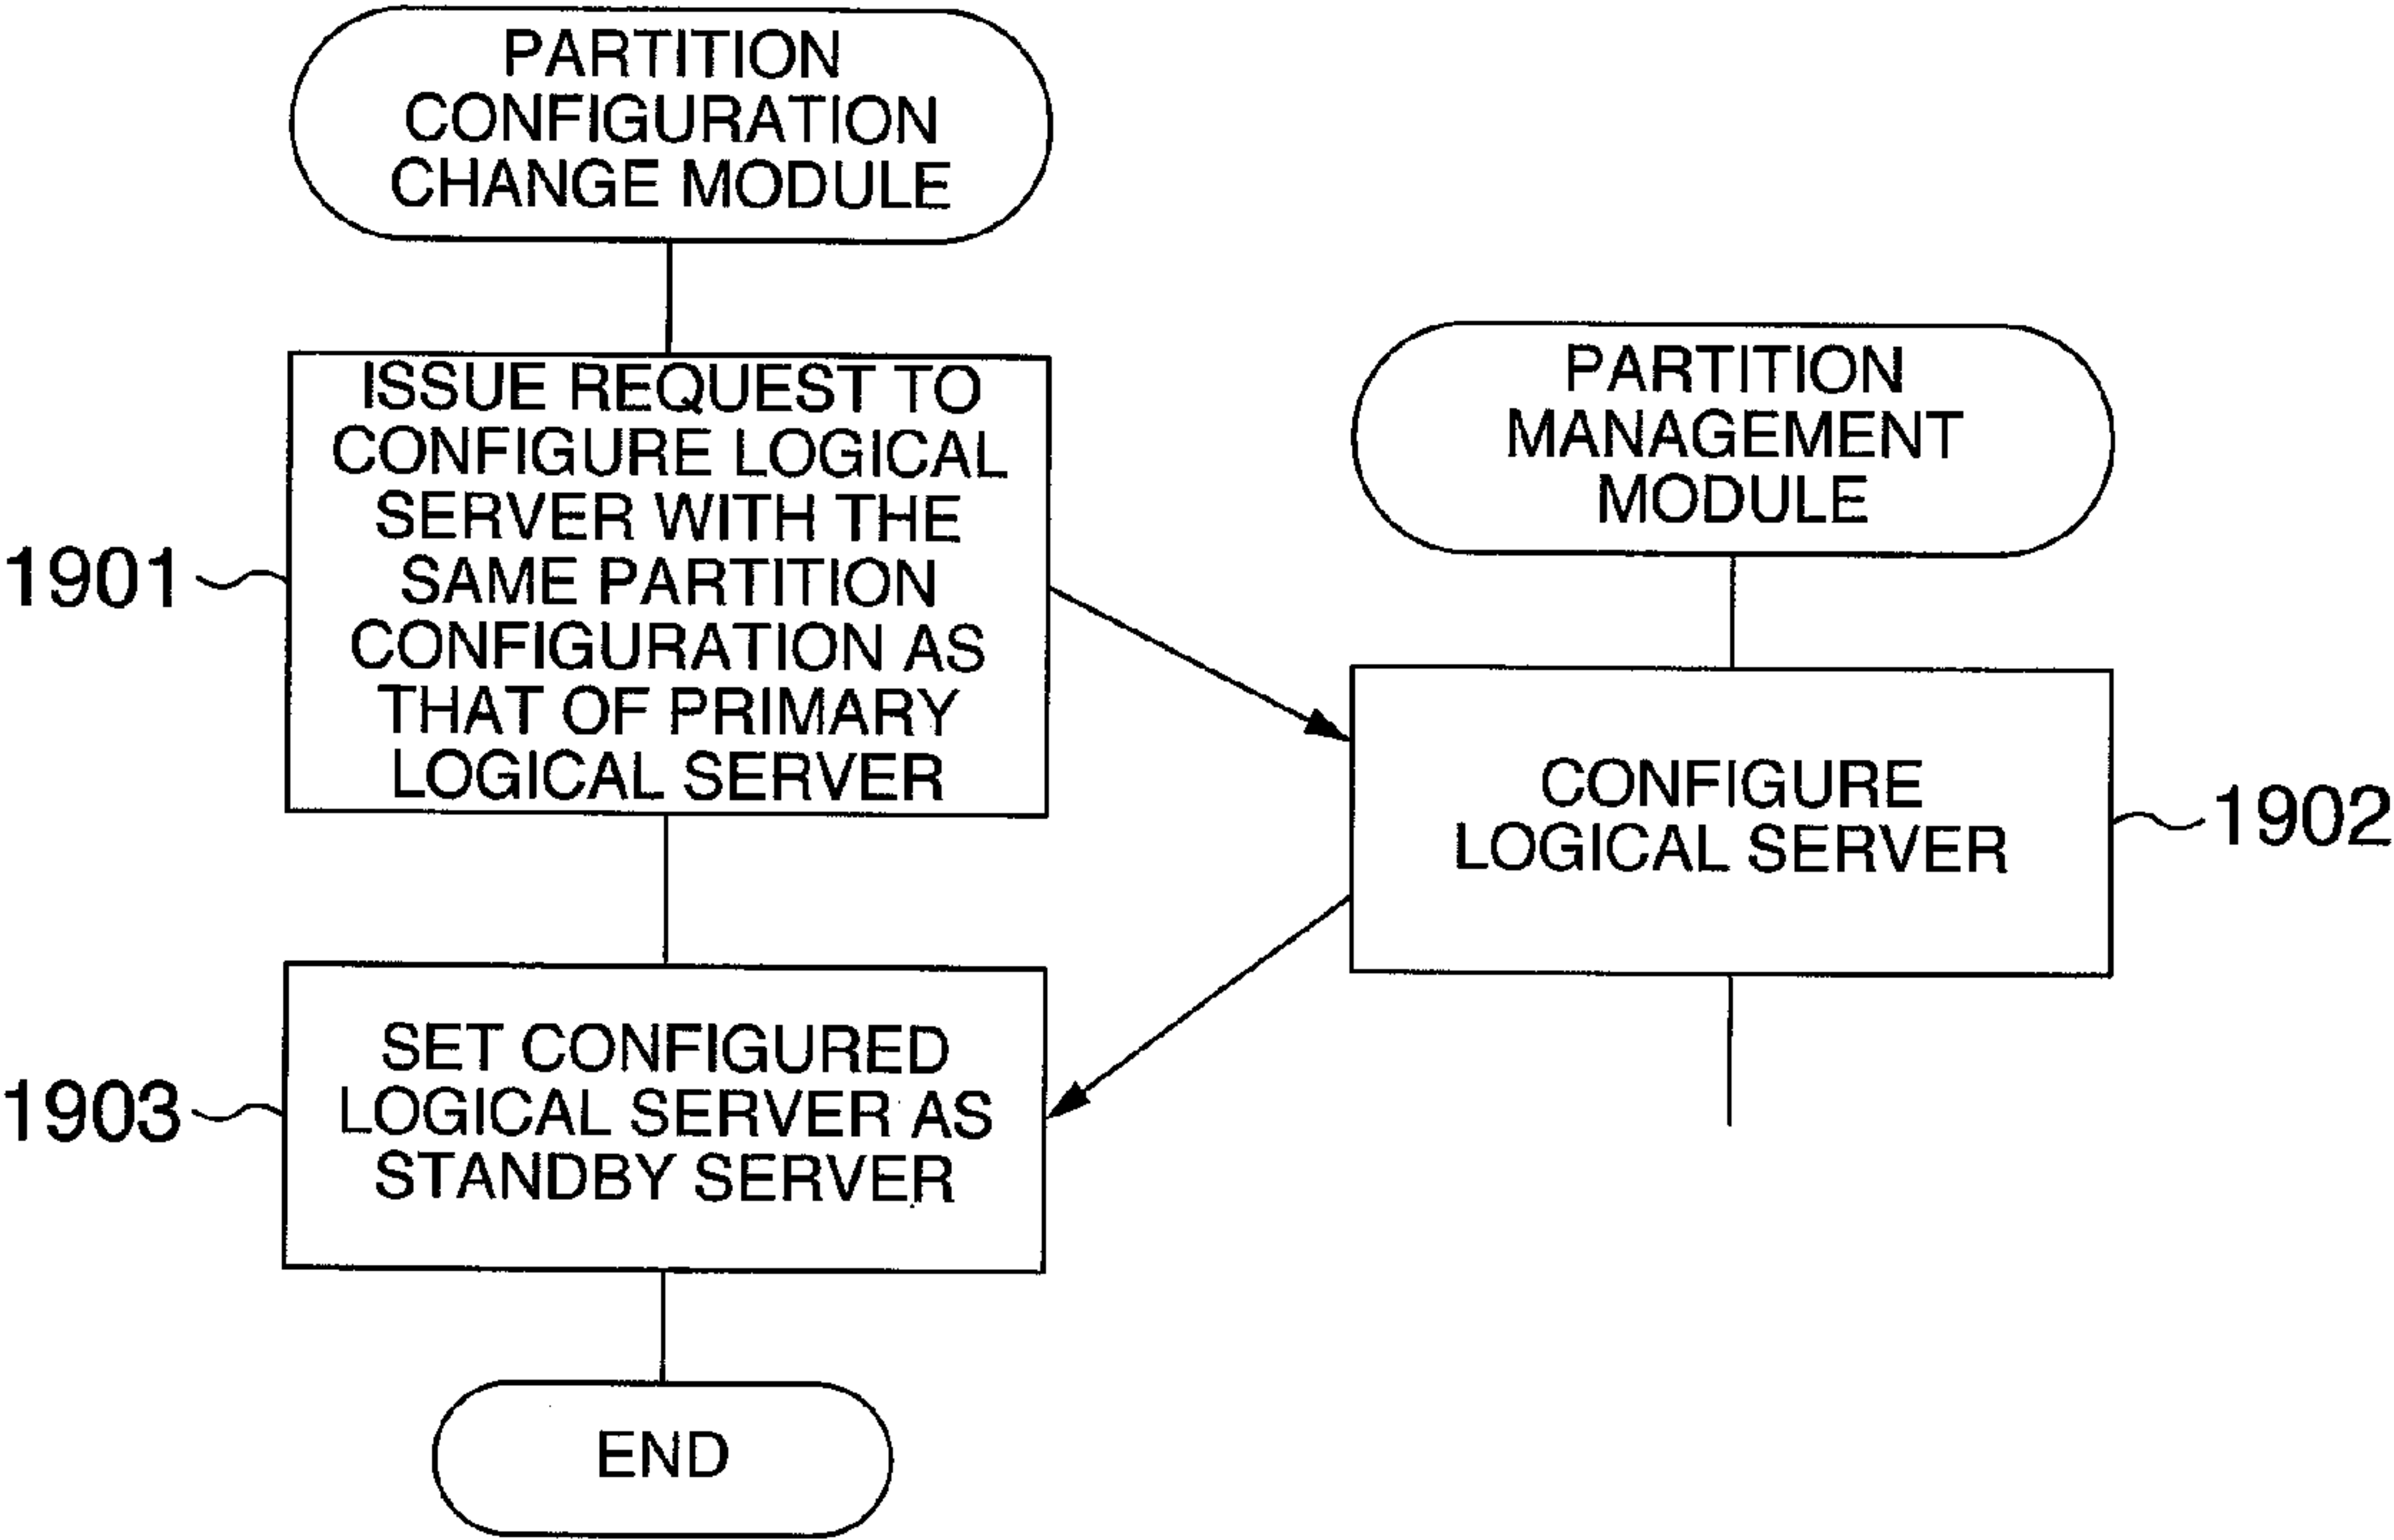 PARTITION
CONFIGURATION
CHANGE MODULE
1901
ISSUE REQUEST TO
CONFIGURE LOGICAL
SERVER WITH THE
SAME PARTITION
CONFIGURATION AS
THAT OF PRIMARY
LOGICAL SERVER
PARTITION
MANAGEMENT
MODULE
CONFIGURE
LOGICAL SERVER
1902
1903
SET CONFIGURED
LOGICAL SERVER AS
STANDBY SERVER
END